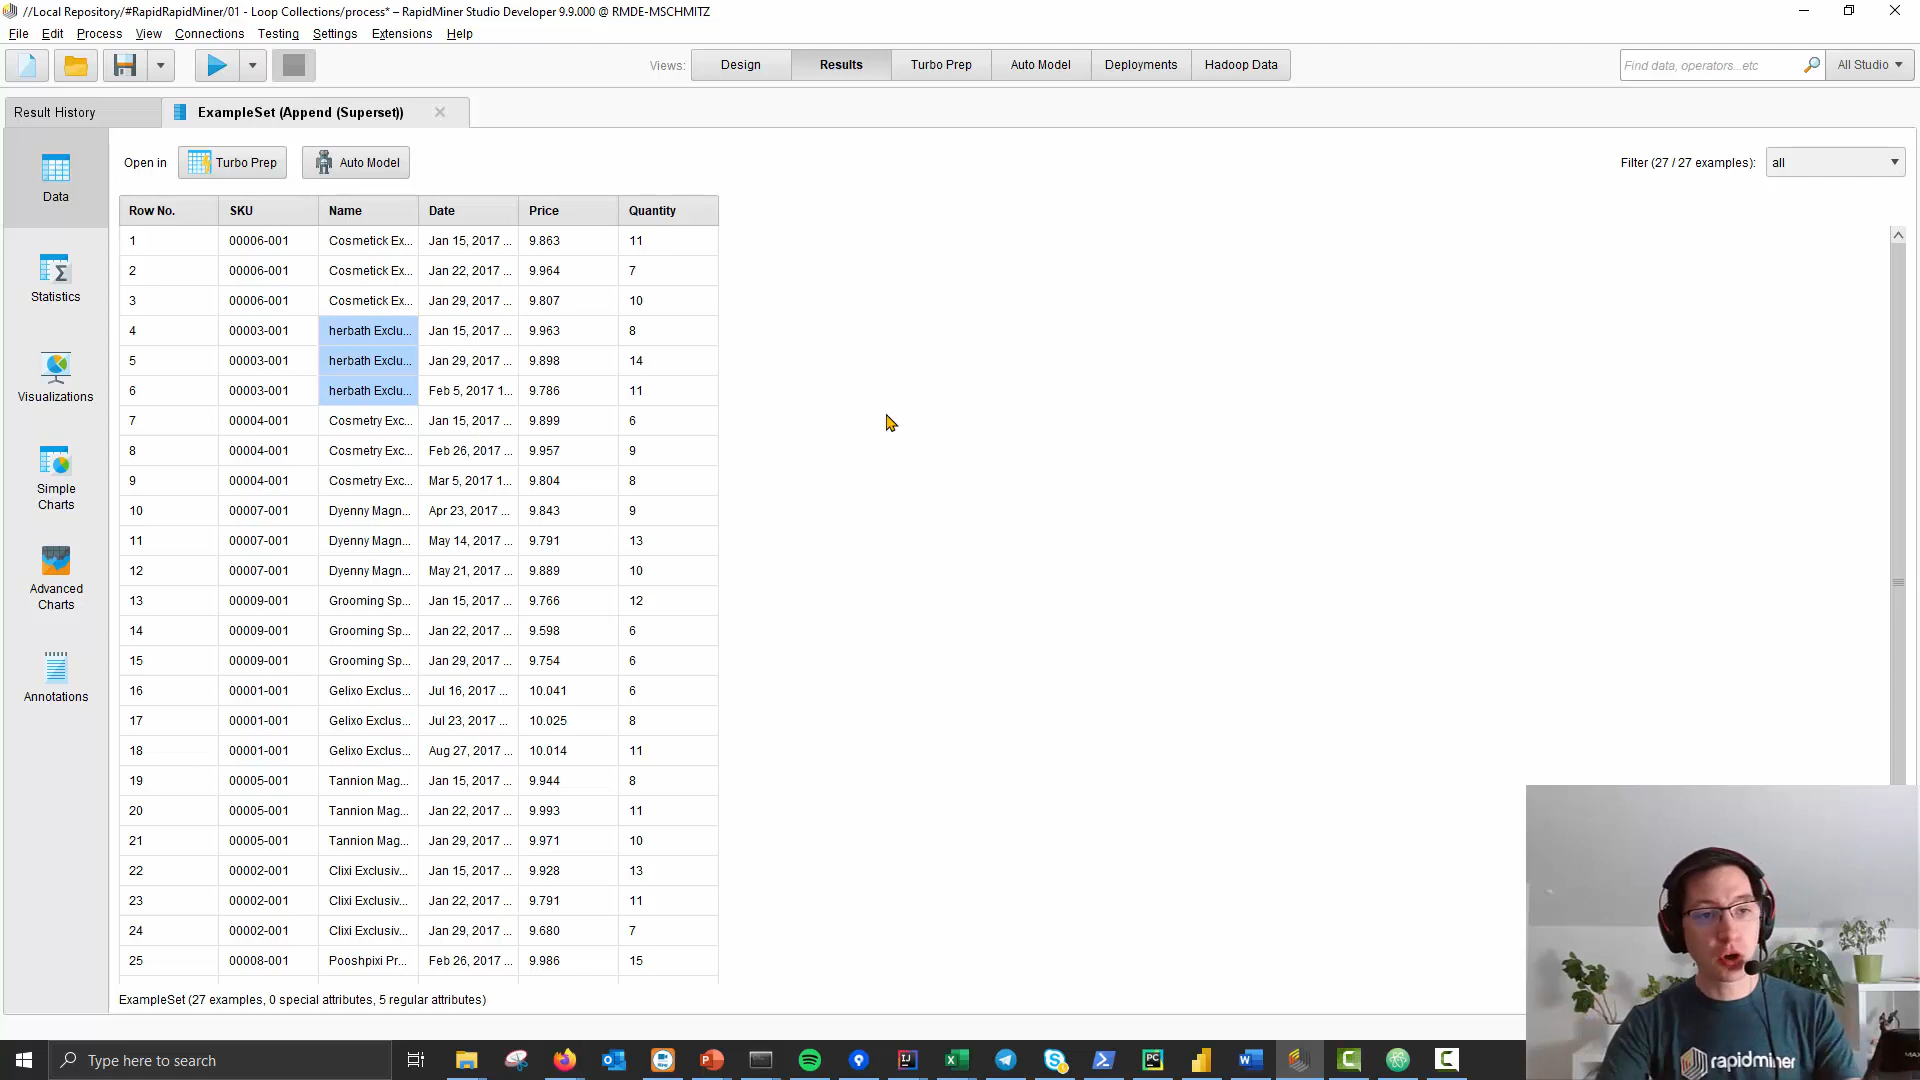 //Local Repository/#RapidRapidMiner/01 - Loop Collections/process* – RapidMiner Studio Developer 9.9.000 @ RMDE-MSCHMITZ
File Edit Process View Connections Testing Settings Extensions Help
Views: Design Results Turbo Prep Auto Model Deployments Hadoop Data Find data, operators...etc All Studio
Result History ExampleSet (Append (Superset))
Open in Turbo Prep Auto Model Filter (27 / 27 examples): all
Data
Statistics
Visualizations
Simple
Charts
Advanced
Charts
Annotations
Row No. SKU Name Date Price Quantity
1 00006-001 Cosmetick Ex... Jan 15, 2017 ... 9.863 11
2 00006-001 Cosmetick Ex... Jan 22, 2017 ... 9.964 7
3 00006-001 Cosmetick Ex... Jan 29, 2017 ... 9.807 10
4 00003-001 herbath Exclu... Jan 15, 2017 ... 9.963 8
5 00003-001 herbath Exclu... Jan 29, 2017 ... 9.898 14
6 00003-001 herbath Exclu... Feb 5, 2017 1... 9.786 11
7 00004-001 Cosmetry Exc... Jan 15, 2017 ... 9.899 6
8 00004-001 Cosmetry Exc... Feb 26, 2017 ... 9.957 9
9 00004-001 Cosmetry Exc... Mar 5, 2017 1... 9.804 8
10 00007-001 Dyenny Magn... Apr 23, 2017 ... 9.843 9
11 00007-001 Dyenny Magn... May 14, 2017 ... 9.791 13
12 00007-001 Dyenny Magn... May 21, 2017 ... 9.889 10
13 00009-001 Grooming Sp... Jan 15, 2017 ... 9.766 12
14 00009-001 Grooming Sp... Jan 22, 2017 ... 9.598 6
15 00009-001 Grooming Sp... Jan 29, 2017 ... 9.754 6
16 00001-001 Gelixo Exclus... Jul 16, 2017 ... 10.041 6
17 00001-001 Gelixo Exclus... Jul 23, 2017 ... 10.025 8
18 00001-001 Gelixo Exclus... Aug 27, 2017 ... 10.014 11
19 00005-001 Tannion Mag... Jan 15, 2017 ... 9.944 8
20 00005-001 Tannion Mag... Jan 22, 2017 ... 9.993 11
21 00005-001 Tannion Mag... Jan 29, 2017 ... 9.971 10
22 00002-001 Clixi Exclusiv... Jan 15, 2017 ... 9.928 13
23 00002-001 Clixi Exclusiv... Jan 22, 2017 ... 9.791 11
24 00002-001 Clixi Exclusiv... Jan 29, 2017 ... 9.680 7
25 00008-001 Pooshpixi Pr... Feb 26, 2017 ... 9.986 15
ExampleSet (27 examples, 0 special attributes, 5 regular attributes)
rapidminer
Type here to search